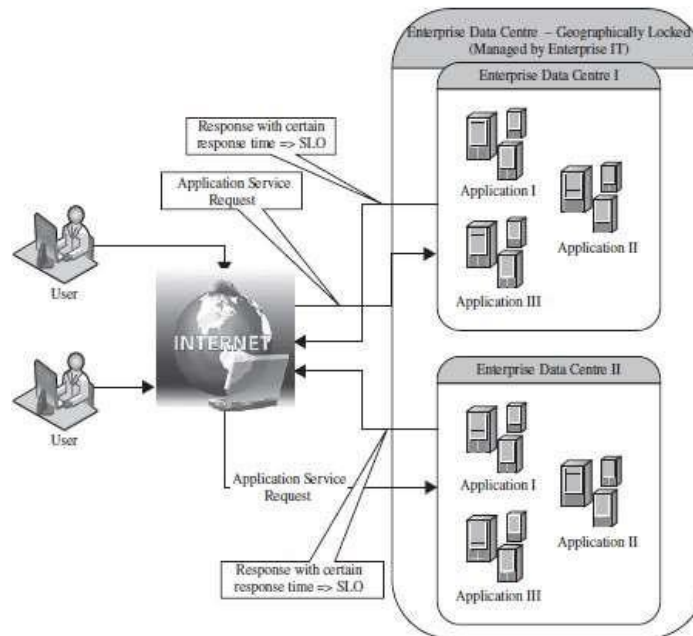 Enterprise Data Centre – Geographically Locked
(Managed by Enterprise IT)
Enterprise Data Centre I
Response with certain
response time => SLO
Application Service
Request
Application I
Application II
Application III
User
INTERNET
User
Enterprise Data Centre II
Application Service
Request
Application I
Application II
Application III
Response with certain
response time => SLO